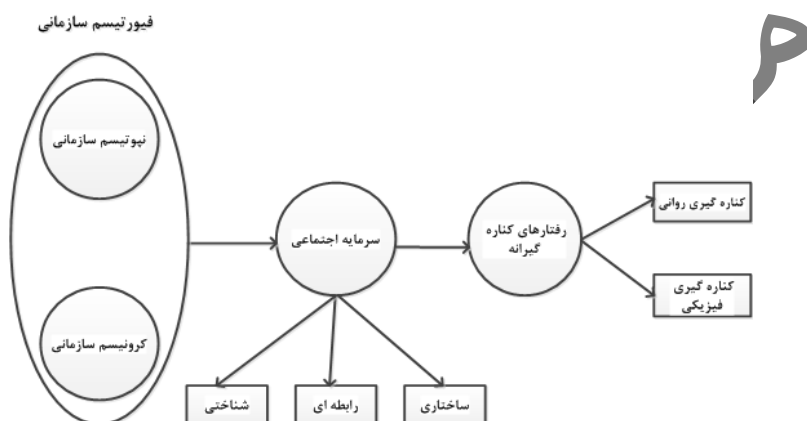 فیورتیسم سازمانی
نپوتیسم سازمانی
کرونیسم سازمانی
سرمایه اجتماعی
رفتارهای کناره
گیرانه
کناره گیری روانی
کناره گیری
فیزیکی
ساختاری
رابطه ای
شناختی